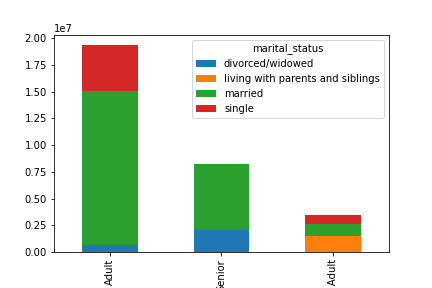 1e7
2.00
1.75
1.50
1.25
1.00
0.75
0.50
0.25
0.00
marital_status
divorced/widowed
living with parents and siblings
married
single
Adult
Adult